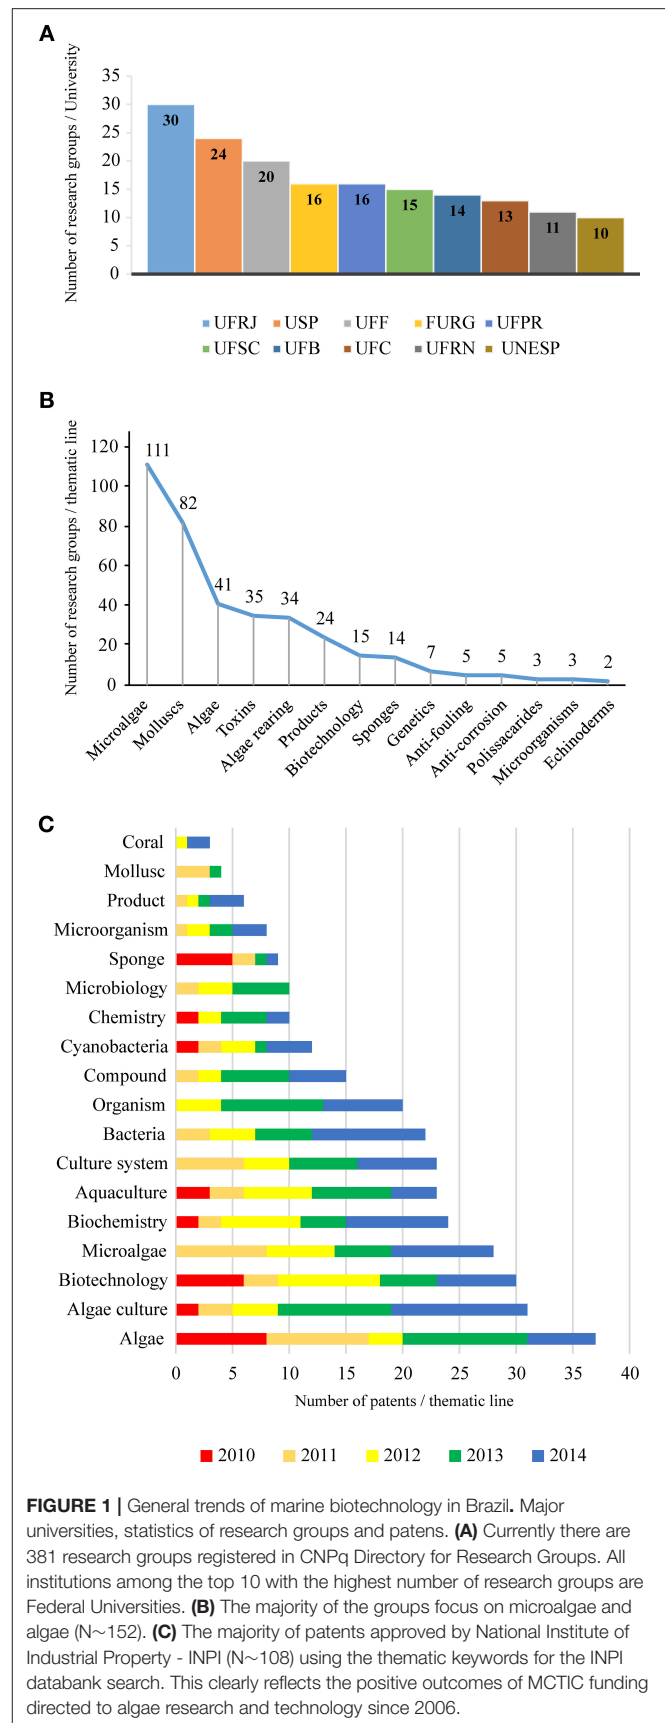 A
Number of research groups / University
35
30
25
20
15
10
5
0
30
24
20
16
16
15
14
13
11
10
UFRJ USP UFF FURG UFPR
UFSC UFB UFC UFRN UNESP
B
Number of research groups / thematic line
120
100
80
60
40
20
0
111
82
41
35
34
24
15
14
7
5
5
3
3
2
Microalgae
Molluscs
Algae
Toxins
Algae rearing
Products
Biotechnology
Sponges
Genetics
Anti-fouling
Anti-corrosion
Polissacarides
Microorganisms
Echinoderms
C
Coral
Mollusc
Product
Microorganism
Sponge
Microbiology
Chemistry
Cyanobacteria
Compound
Organism
Bacteria
Culture system
Aquaculture
Biochemistry
Microalgae
Biotechnology
Algae culture
Algae
0 5 10 15 20 25 30 35 40
Number of patents / thematic line
2010 2011 2012 2013 2014
FIGURE 1 | General trends of marine biotechnology in Brazil. Major
universities, statistics of research groups and patens. (A) Currently there are
381 research groups registered in CNPq Directory for Research Groups. All
institutions among the top 10 with the highest number of research groups are
Federal Universities. (B) The majority of the groups focus on microalgae and
algae (N∼152). (C) The majority of patents approved by National Institute of
Industrial Property - INPI (N∼108) using the thematic keywords for the INPI
databank search. This clearly reflects the positive outcomes of MCTIC funding
directed to algae research and technology since 2006.